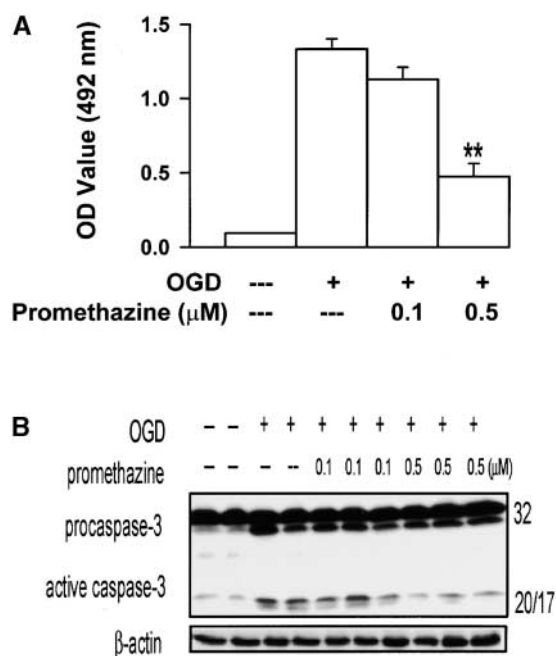 A
OD Value (492 nm)
1.5
1.0
0.5
0.0
**
OGD --- + + +
Promethazine (μM) --- --- 0.1 0.5
B
OGD – – + + + + + + + +
promethazine – – – -- 0.1 0.1 0.1 0.5 0.5 0.5 (μM)
procaspase-3 32
active caspase-3 20/17
β-actin